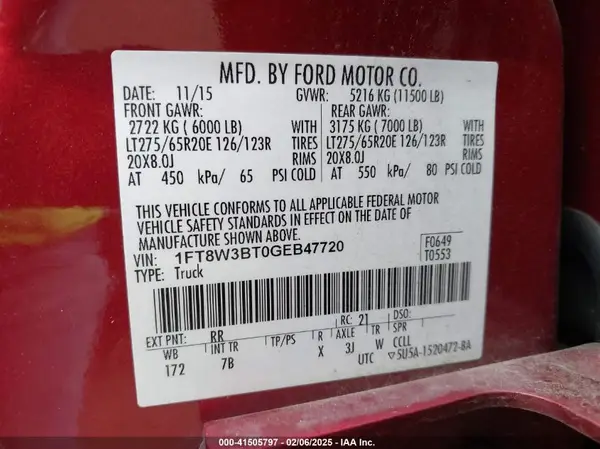 MFD. BY FORD MOTOR CO.
DATE: 11/15 GVWR: 5216 KG (11500 LB)
FRONT GAWR: REAR GAWR:
2722 KG ( 6000 LB) WITH 3175 KG ( 7000 LB) WITH
LT275/65R20E 126/123R TIRES LT275/65R20E 126/123R TIRES
20X8.0J RIMS 20X8.0J RIMS
AT 450 kPa/ 65 PSI COLD AT 550 kPa/ 80 PSI COLD
THIS VEHICLE CONFORMS TO ALL APPLICABLE FEDERAL MOTOR
VEHICLE SAFETY STANDARDS IN EFFECT ON THE DATE OF
MANUFACTURE SHOWN ABOVE.
VIN: 1FT8W3BT0GEB47720 F0649
TYPE: Truck T0553
EXT PNT: RR RC: 21 DSO:
WB INT TR TP/PS R AXLE TR SPR
172 7B X 3J W CCLL
UTC ▽5U5A-1520472-BA
000-41505797 - 02/06/2025 - IAA Inc.